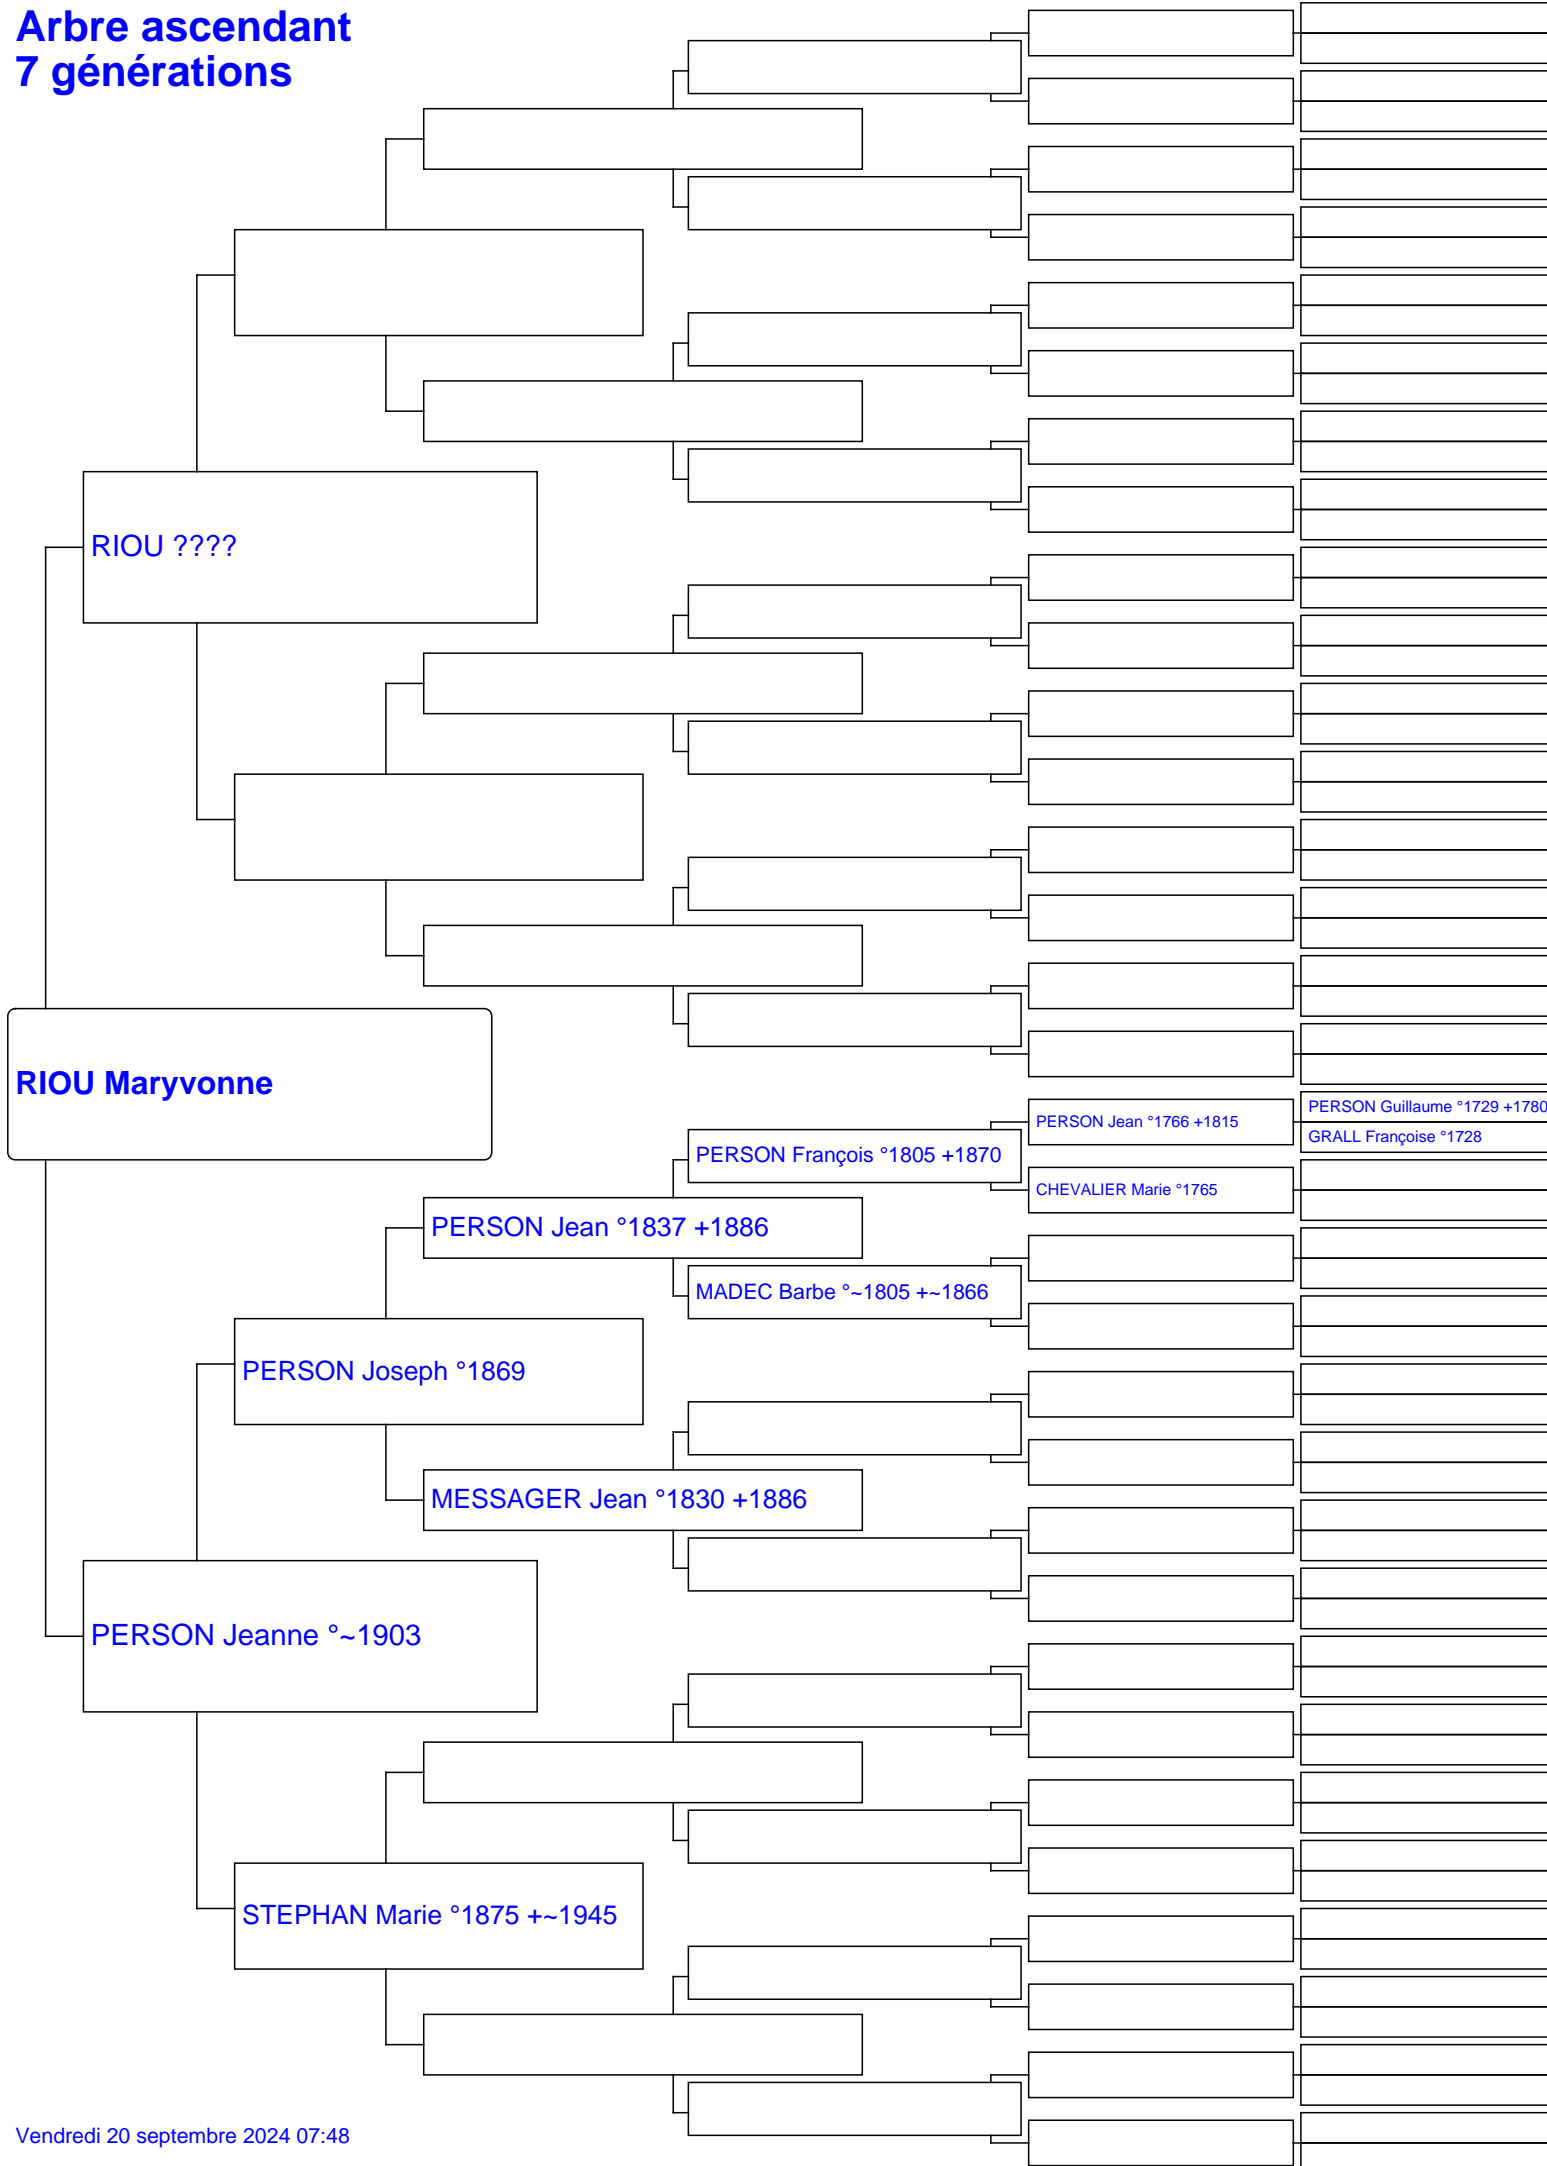 Arbre ascendant
7 générations
RIOU ????
RIOU Maryvonne
PERSON Guillaume °1729 +1780
PERSON Jean °1766 +1815
GRALL Françoise °1728
PERSON François °1805 +1870
CHEVALIER Marie °1765
PERSON Jean °1837 +1886
MADEC Barbe °~1805 +~1866
PERSON Joseph °1869
MESSAGER Jean °1830 +1886
PERSON Jeanne °~1903
STEPHAN Marie °1875 +~1945
Vendredi 20 septembre 2024 07:48